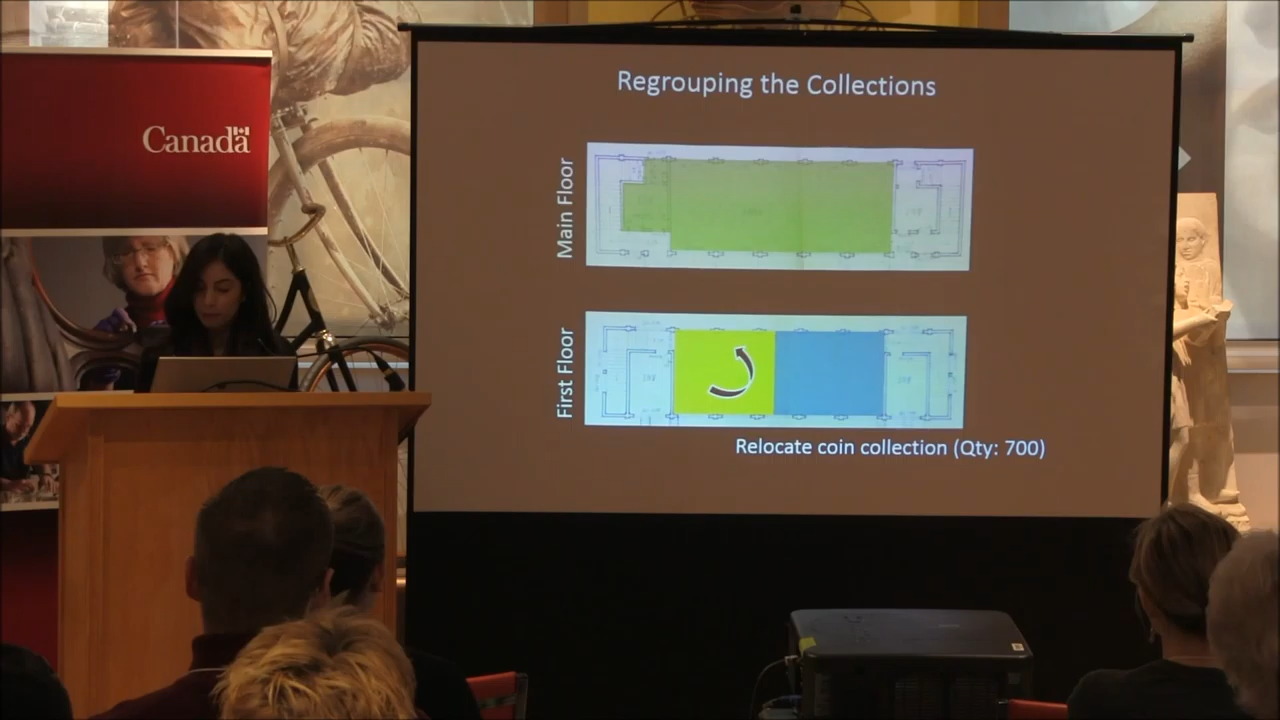 Canada
Regrouping the Collections
Main Floor
First Floor
Relocate coin collection (Qty: 700)